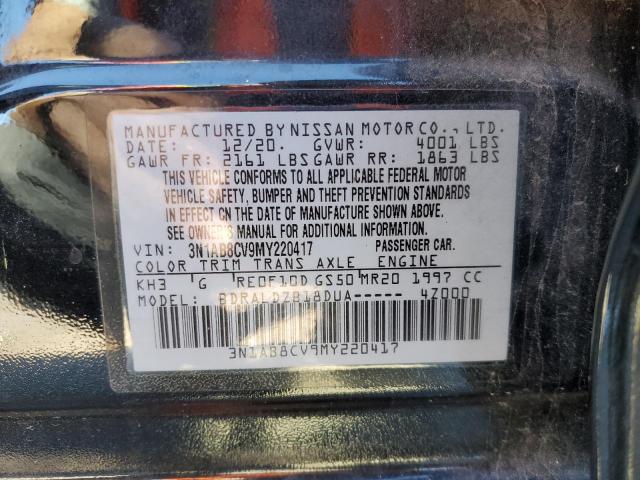 MANUFACTURED BY NISSAN MOTOR CO., LTD.
DATE: 12/20. GVWR: 4001 LBS
GAWR FR: 2161 LBS GAWR RR: 1863 LBS
THIS VEHICLE CONFORMS TO ALL APPLICABLE FEDERAL MOTOR
VEHICLE SAFETY, BUMPER AND THEFT PREVENTION STANDARDS
IN EFFECT ON THE DATE OF MANUFACTURE SHOWN ABOVE.
SEE OWNER'S MANUAL FOR ADDITIONAL INFORMATION.
VIN: 3N1AB8CV9MY220417 PASSENGER CAR.
COLOR TRIM TRANS AXLE ENGINE
KH3 G RE0F10D GS50 MR20 1997 CC
MODEL: BDRALDZB18DUA----- 4Z000
3N1AB8CV9MY220417